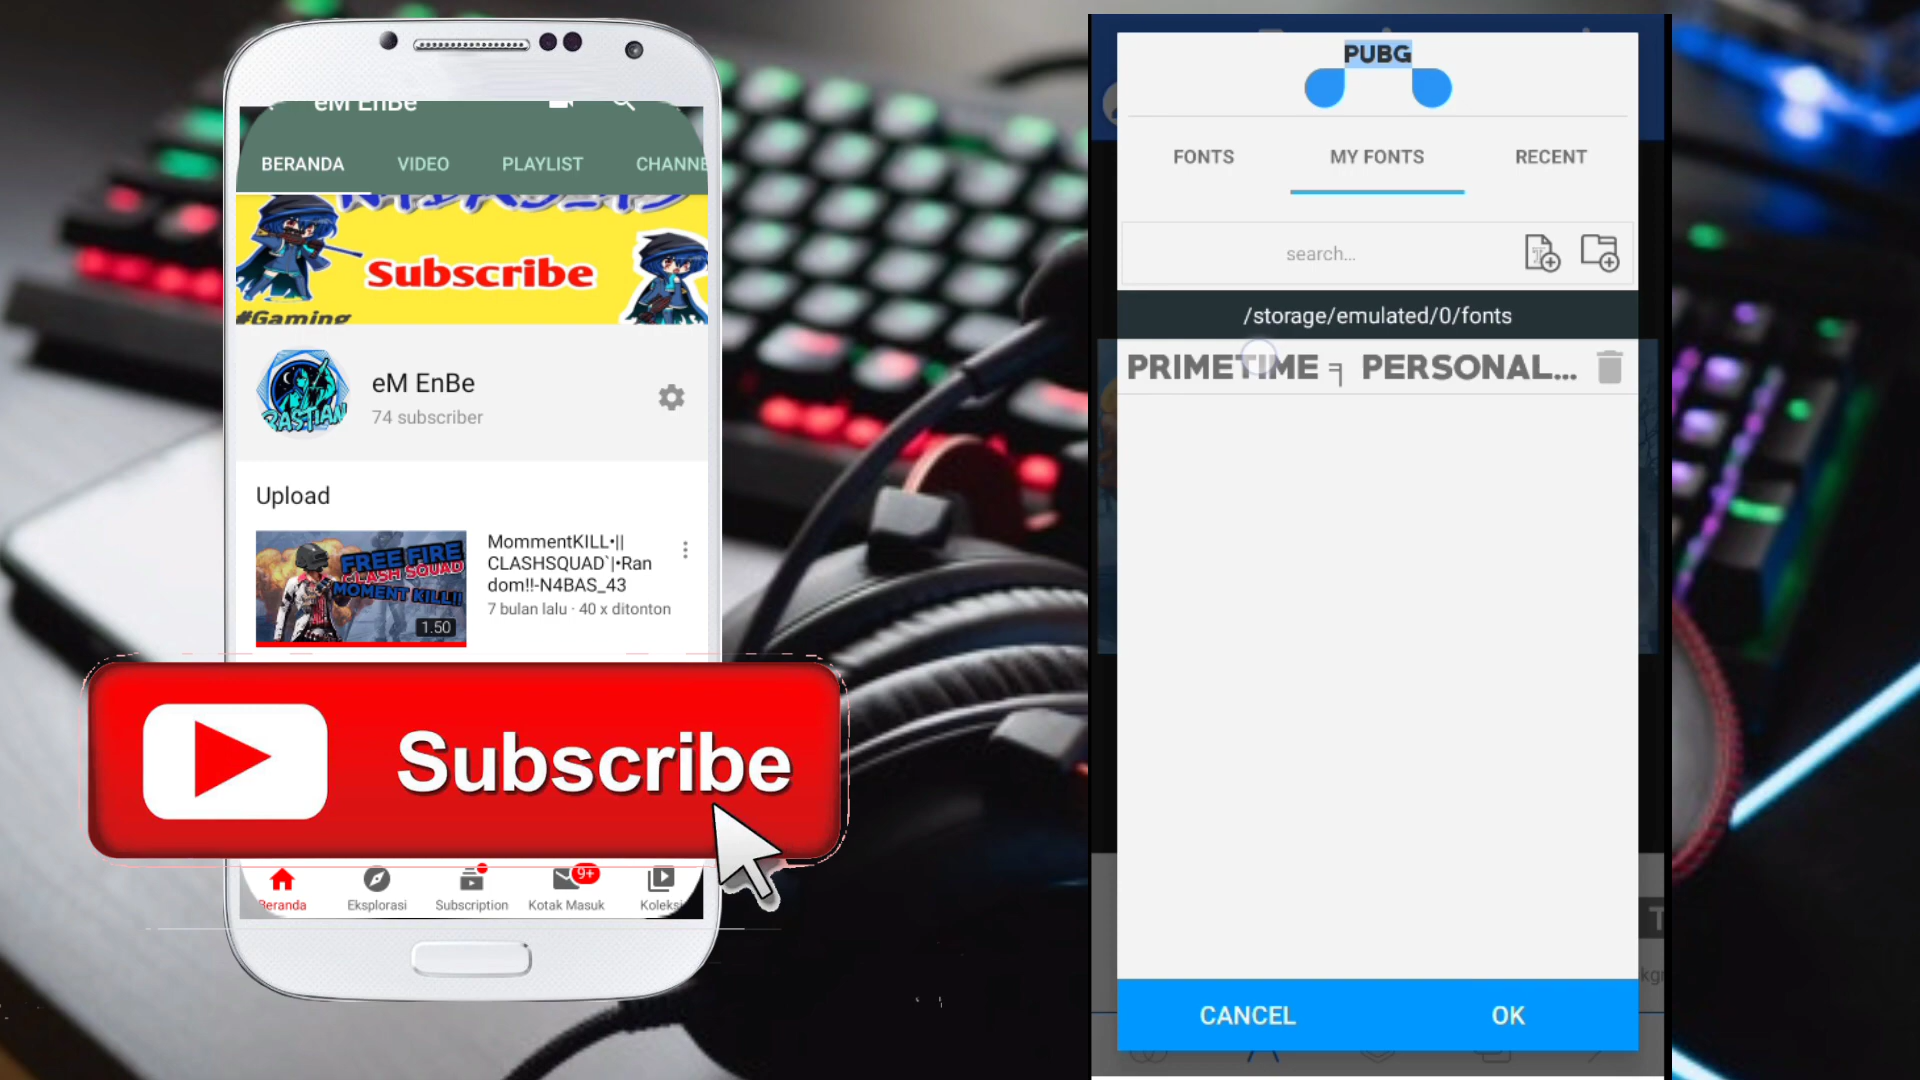 eM EnBe
BERANDA VIDEO PLAYLIST CHANNE
Subscribe
#Gaming
BASTIAN
eM EnBe
74 subscriber
Upload
FREE FIRE
CLASH SQUAD
MOMENT KILL!!
1.50
MommentKILL•||
CLASHSQUAD`|•Ran
dom!!-N4BAS_43
7 bulan lalu · 40 x ditonton
Subscribe
9+
Beranda Eksplorasi Subscription Kotak Masuk Koleksi
PUBG
FONTS MY FONTS RECENT
search...
/storage/emulated/0/fonts
PRIMETIME ╕ PERSONAL...
CANCEL OK